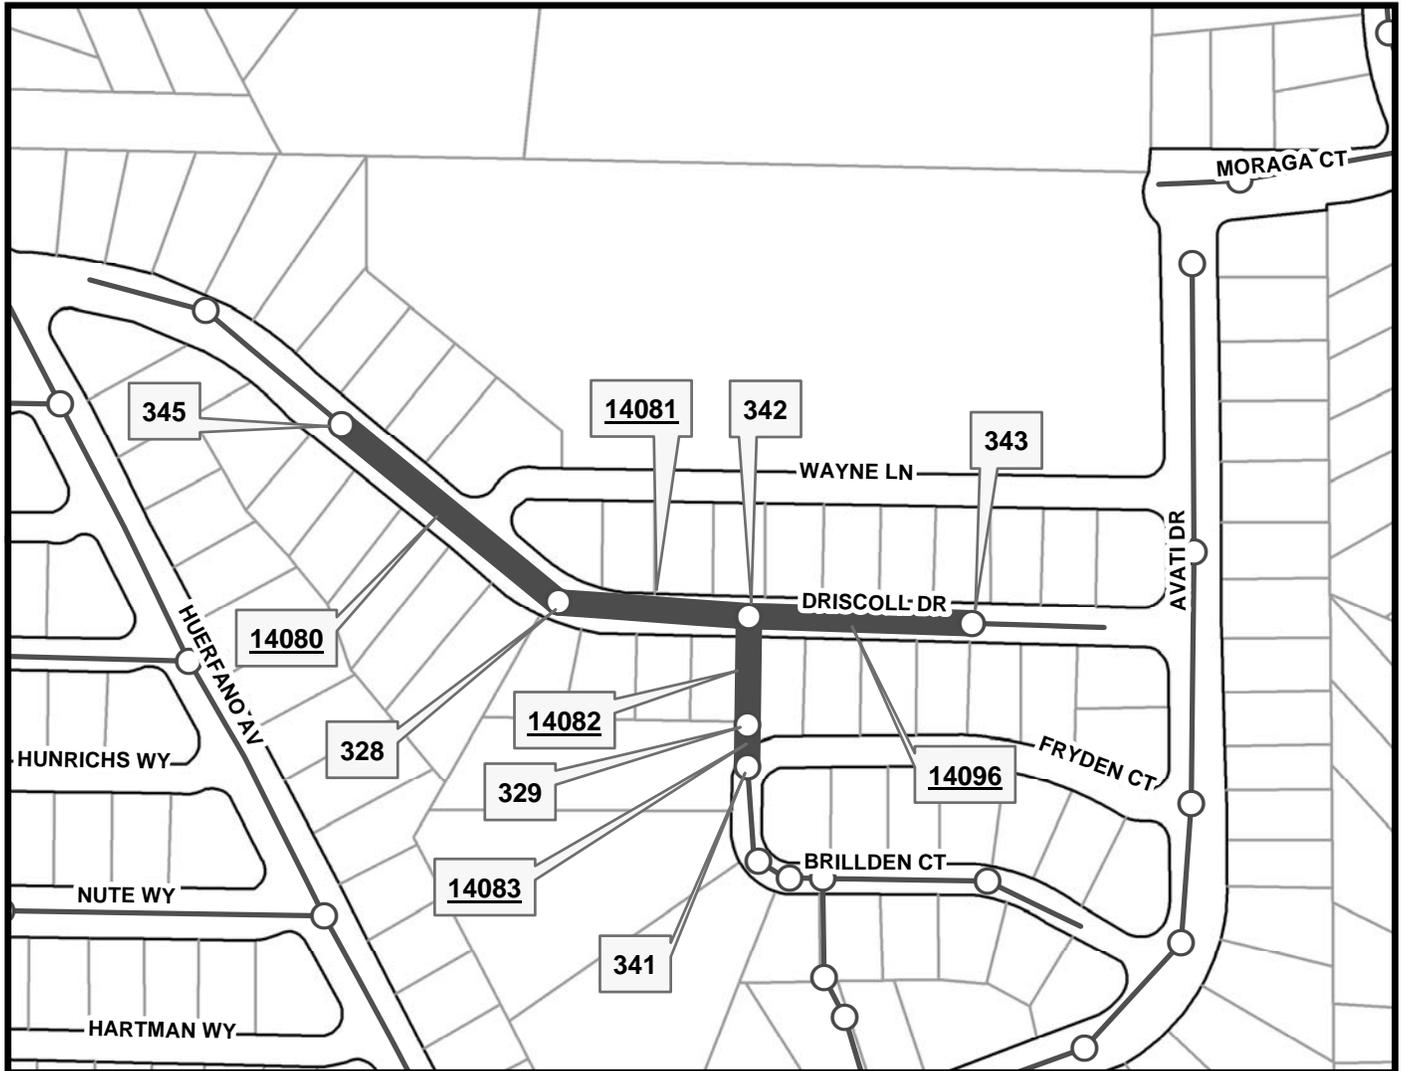 MORAGA CT
345
14081
342
343
WAYNE LN
AVATI DR
DRISCOLL DR
14080
HUERFANO AV
14082
328
FRYDEN CT
HUNRICHS WY
329
14096
BRILLDEN CT
14083
NUTE WY
341
HARTMAN WY